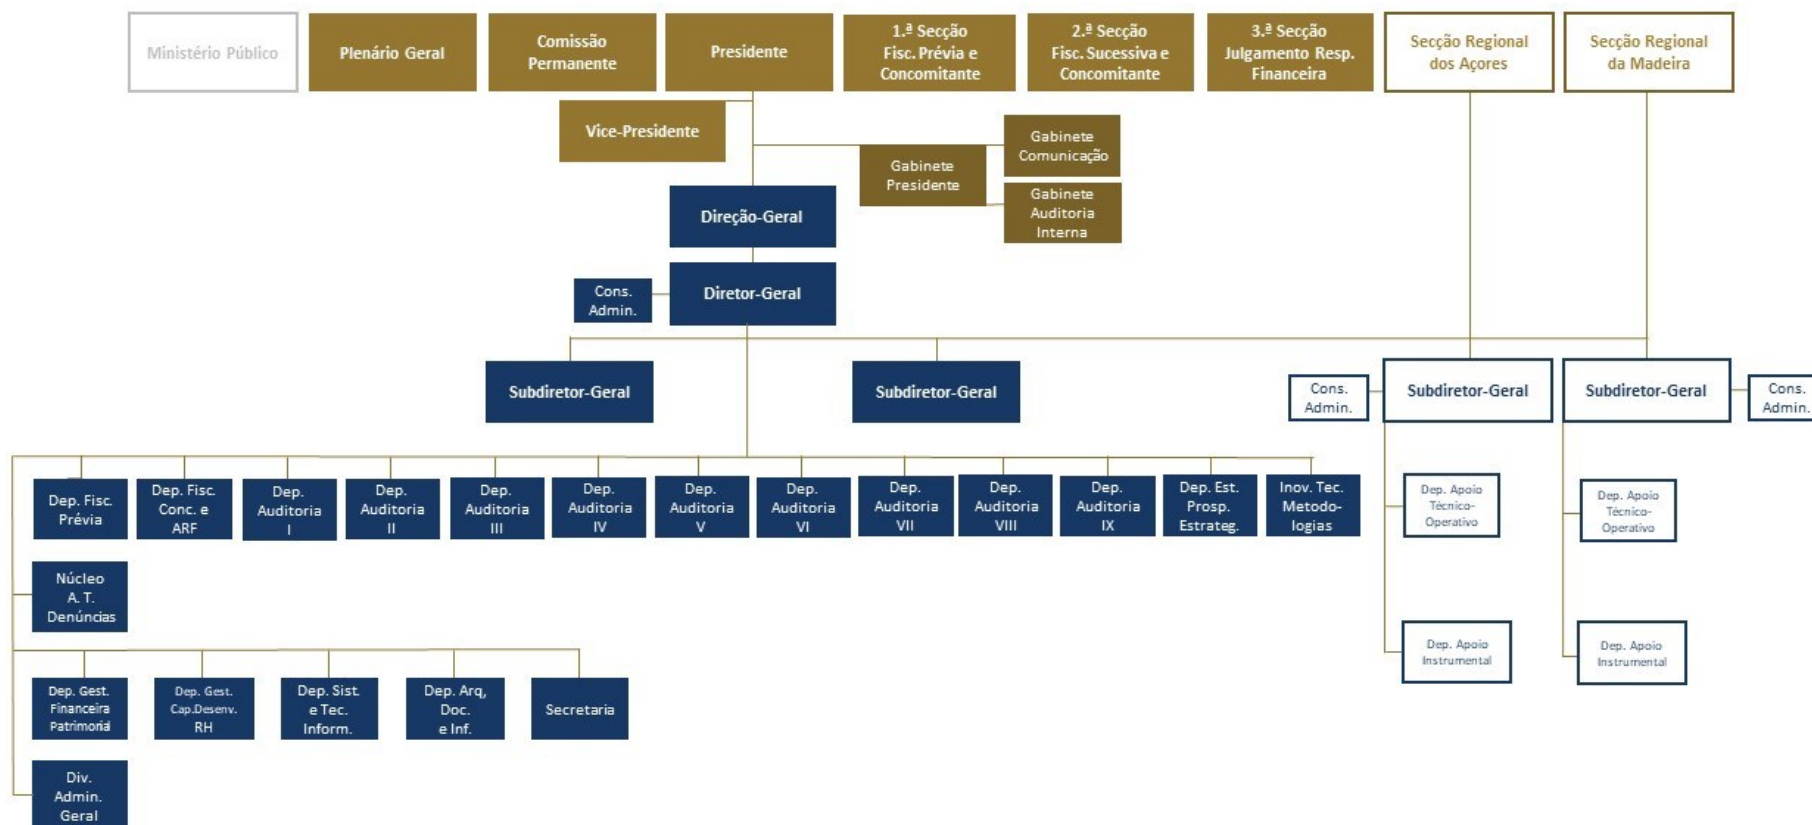 Ministério Público
Plenário Geral
Comissão
Permanente
Presidente
1.ª Secção
Fisc. Prévia e
Concomitante
2.ª Secção
Fisc. Sucessiva e
Concomitante
3.ª Secção
Julgamento Resp.
Financeira
Secção Regional
dos Açores
Secção Regional
da Madeira
Vice-Presidente
Gabinete
Presidente
Gabinete
Comunicação
Gabinete
Auditoria
Interna
Direção-Geral
Cons.
Admin.
Diretor-Geral
Subdiretor-Geral
Subdiretor-Geral
Cons.
Admin.
Subdiretor-Geral
Subdiretor-Geral
Cons.
Admin.
Dep. Fisc.
Prévia
Dep. Fisc.
Conc. e
ARF
Dep.
Auditoria
I
Dep.
Auditoria
II
Dep.
Auditoria
III
Dep.
Auditoria
IV
Dep.
Auditoria
V
Dep.
Auditoria
VI
Dep.
Auditoria
VII
Dep.
Auditoria
VIII
Dep.
Auditoria
IX
Dep. Est.
Prosp.
Estrateg.
Inov. Tec.
Metodo-
logias
Dep. Apoio
Técnico-
Operativo
Dep. Apoio
Técnico-
Operativo
Núcleo
A. T.
Denúncias
Dep. Apoio
Instrumental
Dep. Apoio
Instrumental
Dep. Gest.
Financeira
Patrimonial
Dep. Gest.
Cap.Desenv.
RH
Dep. Sist.
e Tec.
Inform.
Dep. Arq,
Doc.
e Inf.
Secretaria
Div.
Admin.
Geral